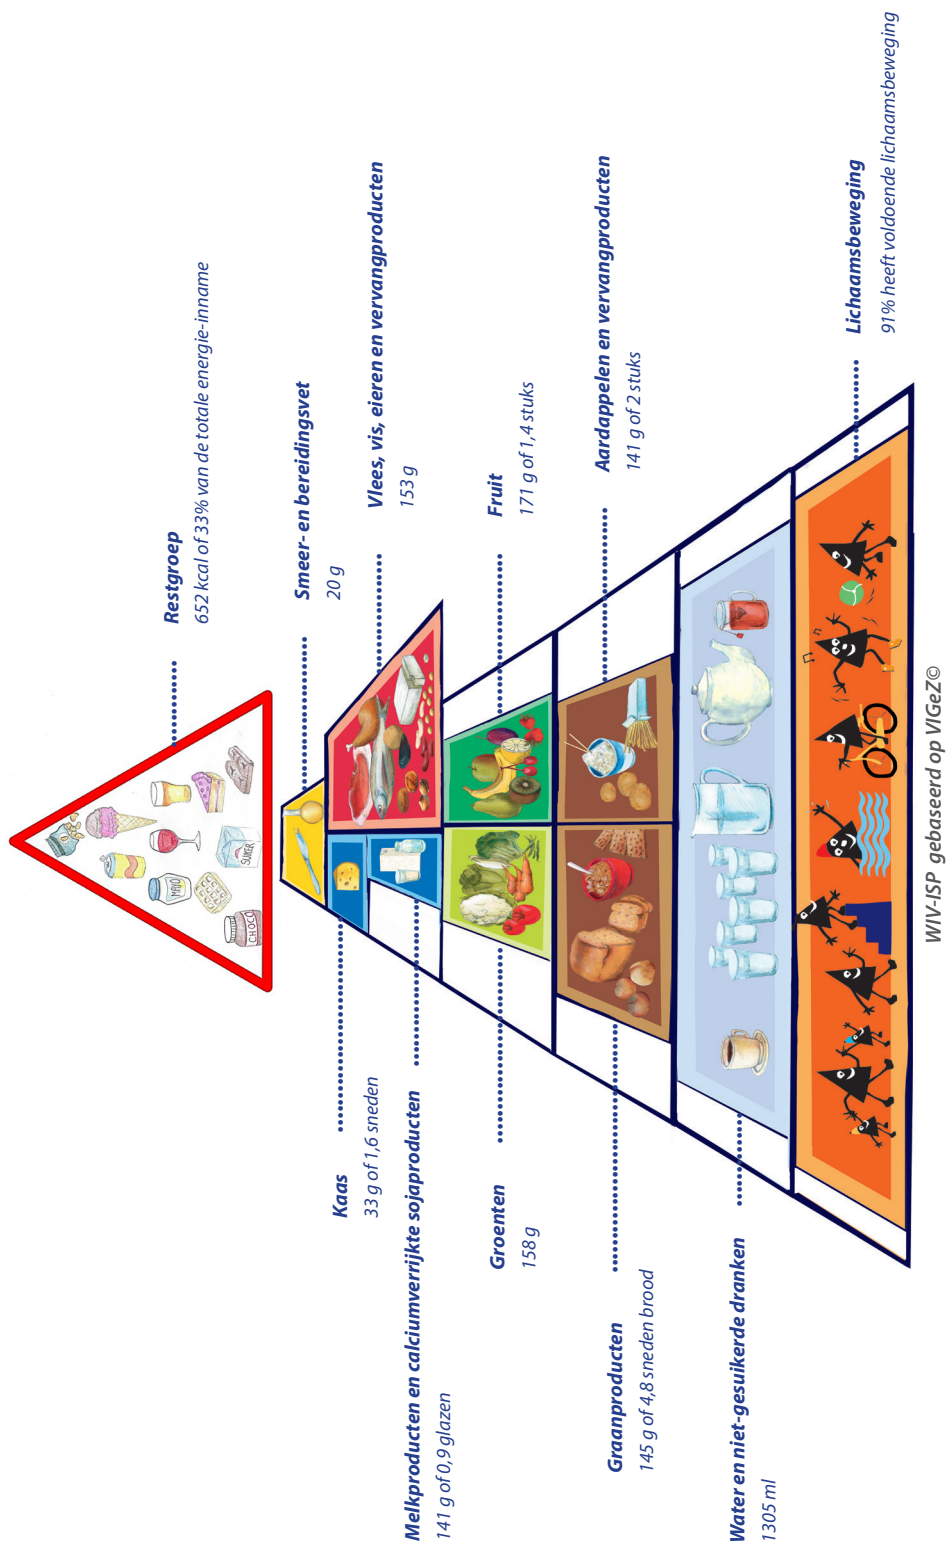 Restgroep
652 kcal of 33% van de totale energie-inname
MAYO
CHOCO
SUIKER
Smeer- en bereidingsvet
20 g
Kaas
33 g of 1,6 sneden
Vlees, vis, eieren en vervangproducten
153 g
Melkproducten en calciumverrijkte sojaproducten
141 g of 0,9 glazen
Groenten
158 g
Fruit
171 g of 1,4 stuks
Graanproducten
145 g of 4,8 sneden brood
Aardappelen en vervangproducten
141 g of 2 stuks
Water en niet-gesuikerde dranken
1305 ml
Lichaamsbeweging
91% heeft voldoende lichaamsbeweging
WIV-ISP gebaseerd op VIGeZ©